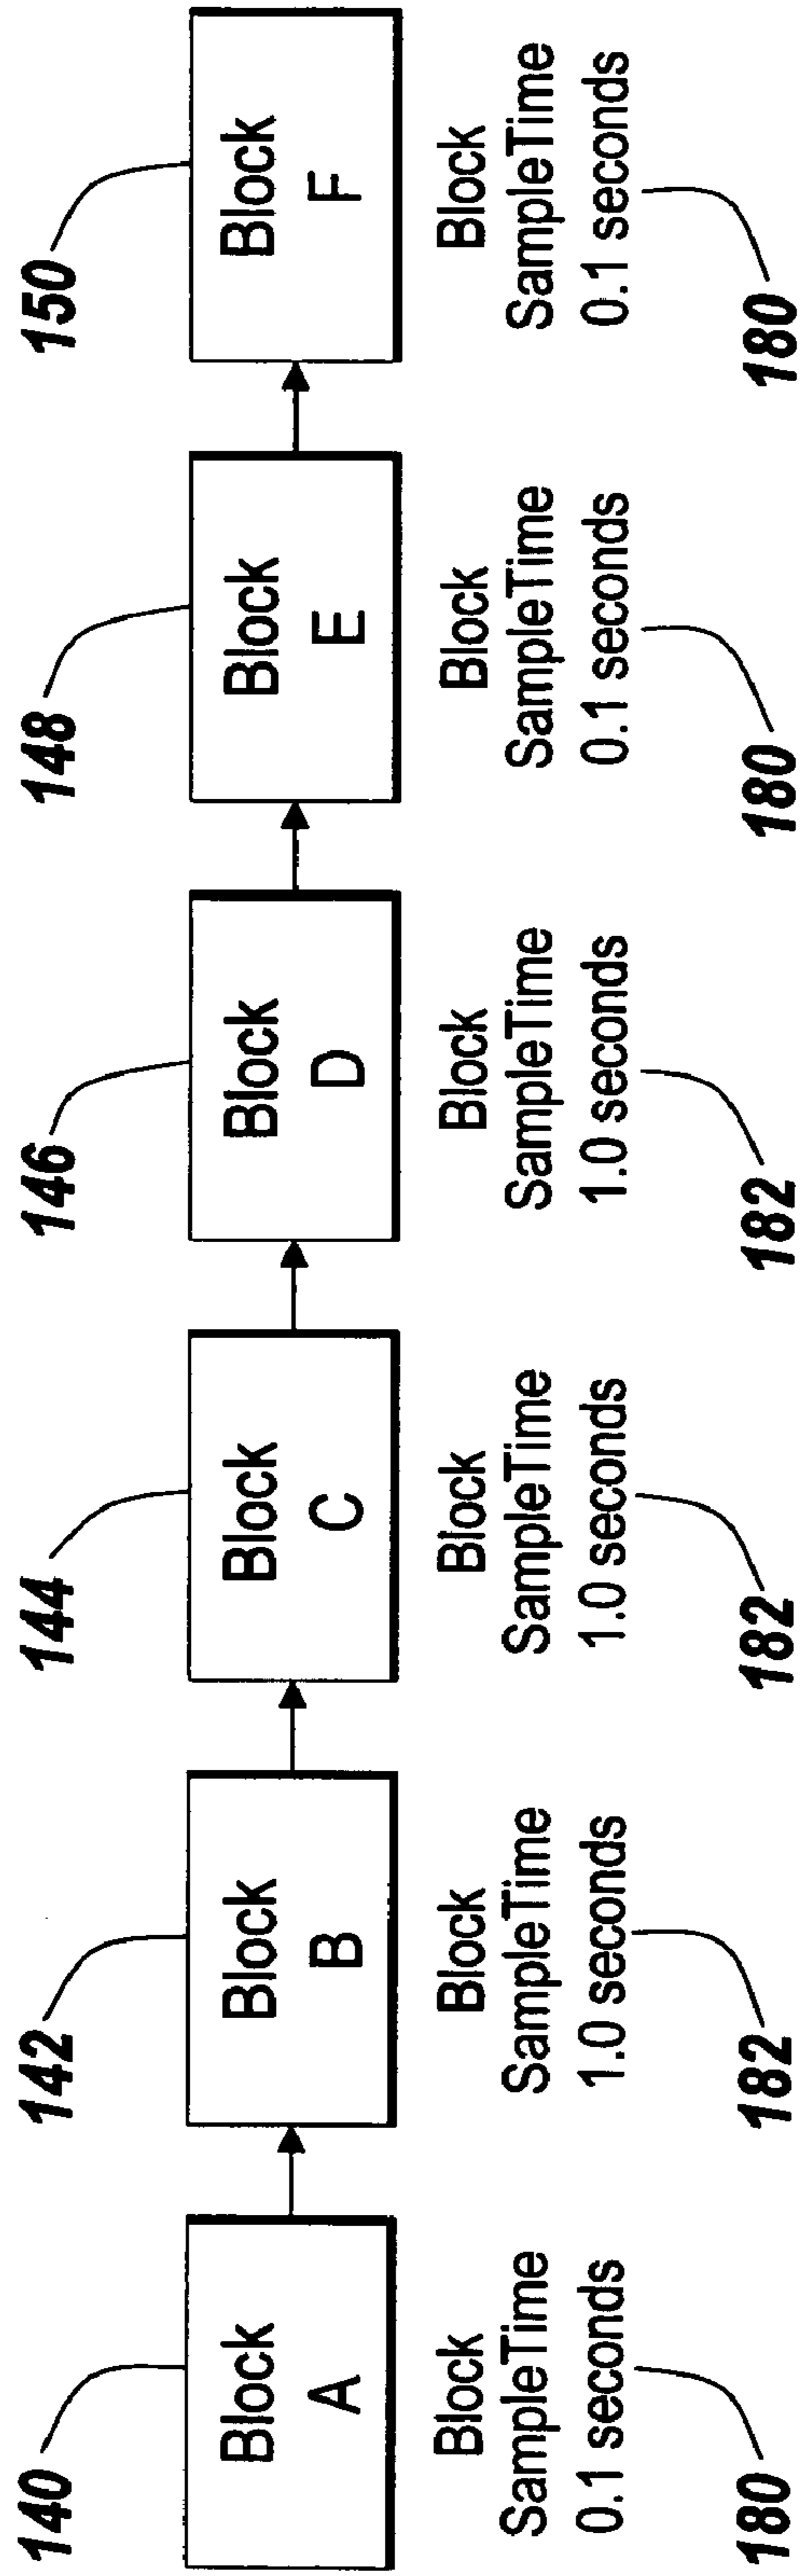 140
142
144
146
148
150
Block
A
Block
B
Block
C
Block
D
Block
E
Block
F
Block
SampleTime
0.1 seconds
Block
SampleTime
1.0 seconds
Block
SampleTime
1.0 seconds
Block
SampleTime
1.0 seconds
Block
SampleTime
0.1 seconds
Block
SampleTime
0.1 seconds
180
182
182
182
180
180